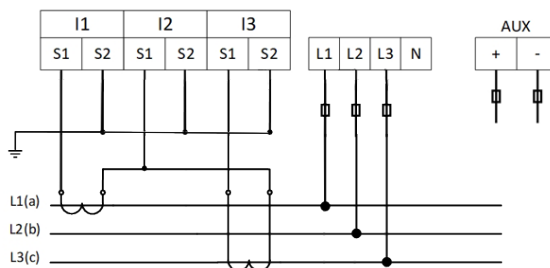 I1 I2 I3 AUX
S1 S2 S1 S2 S1 S2 L1 L2 L3 N + -
L1(a)
L2(b)
L3(c)